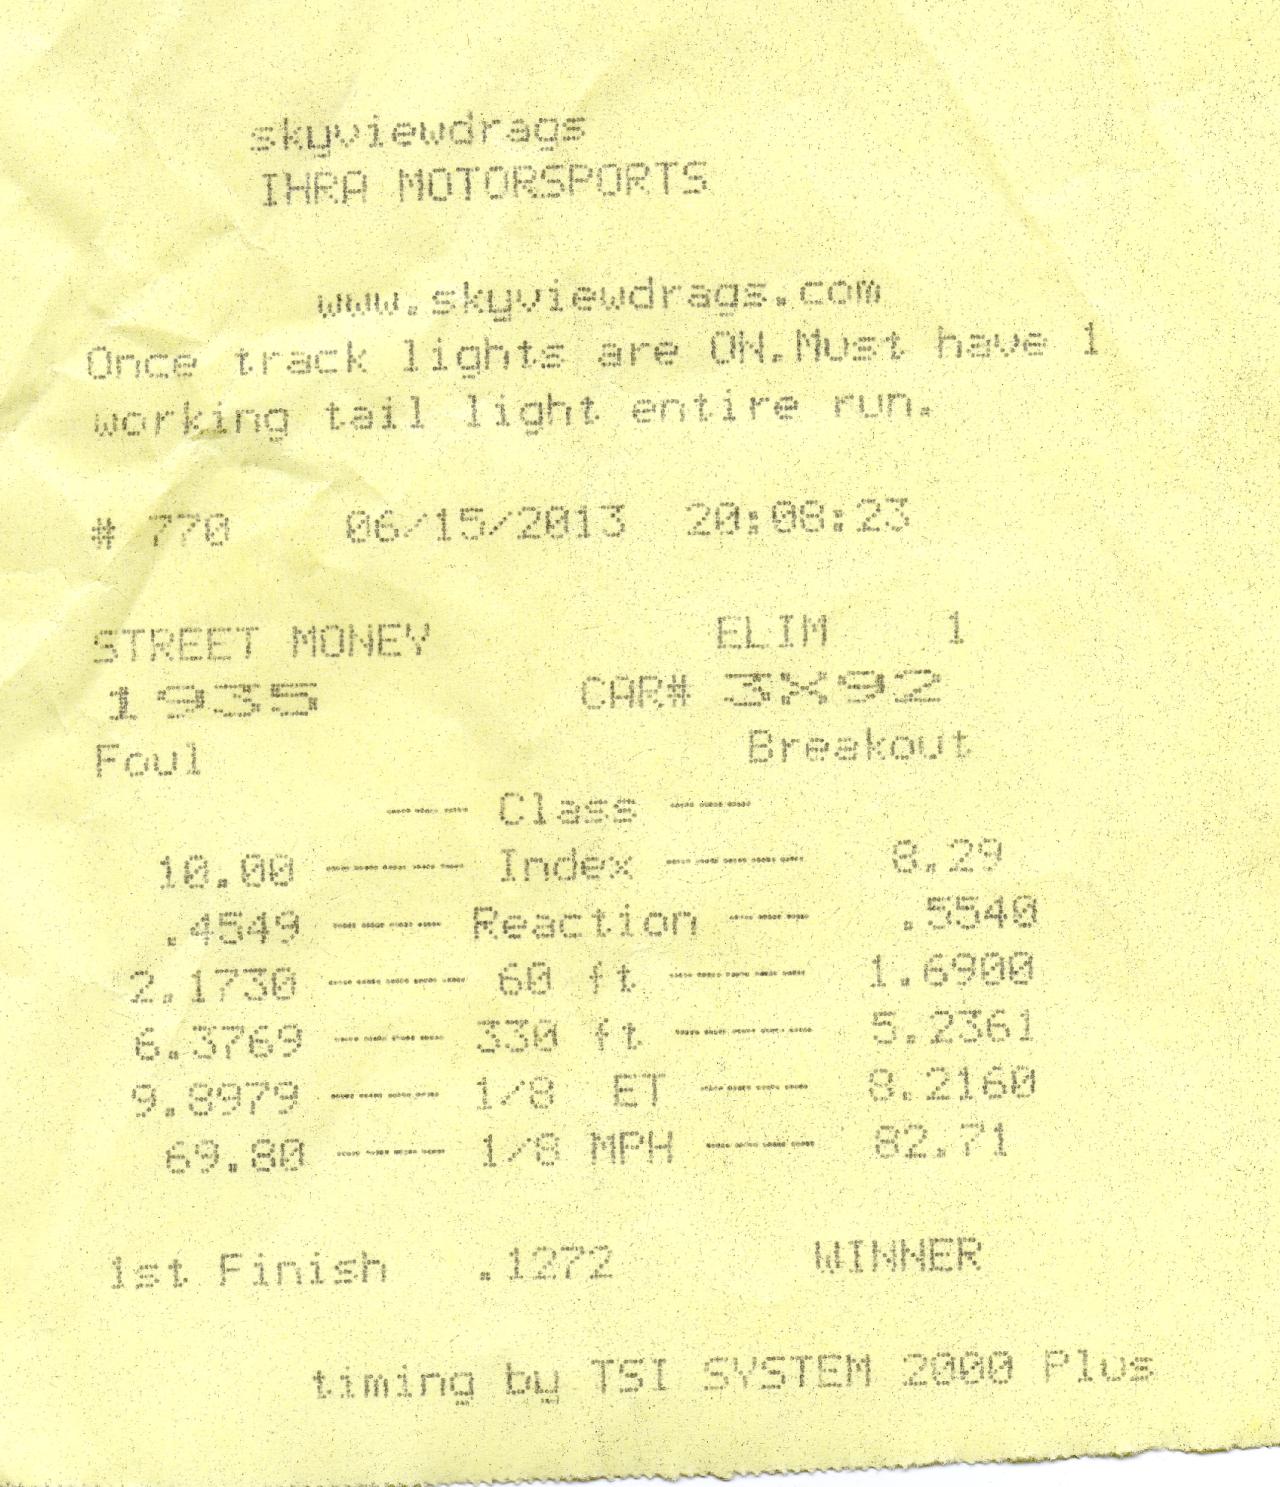 skyviewdrags
IHRA MOTORSPORTS
www.skyviewdrags.com
Once track lights are ON.Must have 1
working tail light entire run.
# 770 06/15/2013 20:08:23
STREET MONEY ELIM 1
1935 CAR# 3X92
Foul Breakout
--- Class ---
10.00 ----- Index ----- 8.29
.4549 ---- Reaction --- .5540
2.1730 ----- 60 ft ----- 1.6900
6.3769 ---- 330 ft ----- 5.2361
9.8979 ---- 1/8 ET ---- 8.2160
69.80 ---- 1/8 MPH ---- 82.71
1st Finish .1272 WINNER
timing by TSI SYSTEM 2000 Plus